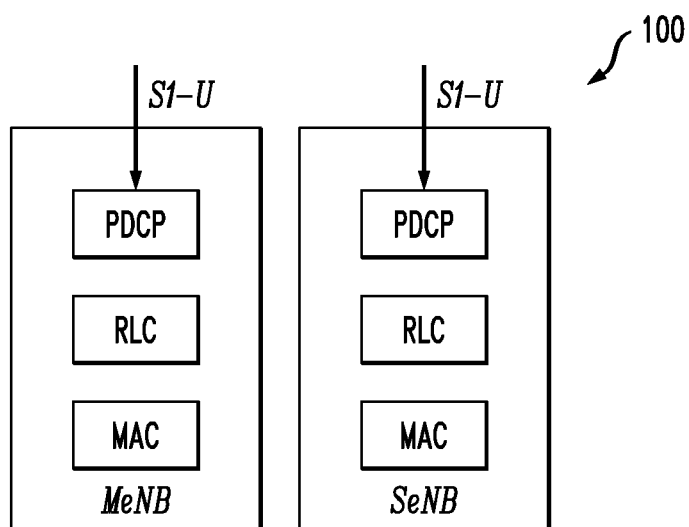 100
S1-U
S1-U
PDCP
PDCP
RLC
RLC
MAC
MAC
MeNB
SeNB